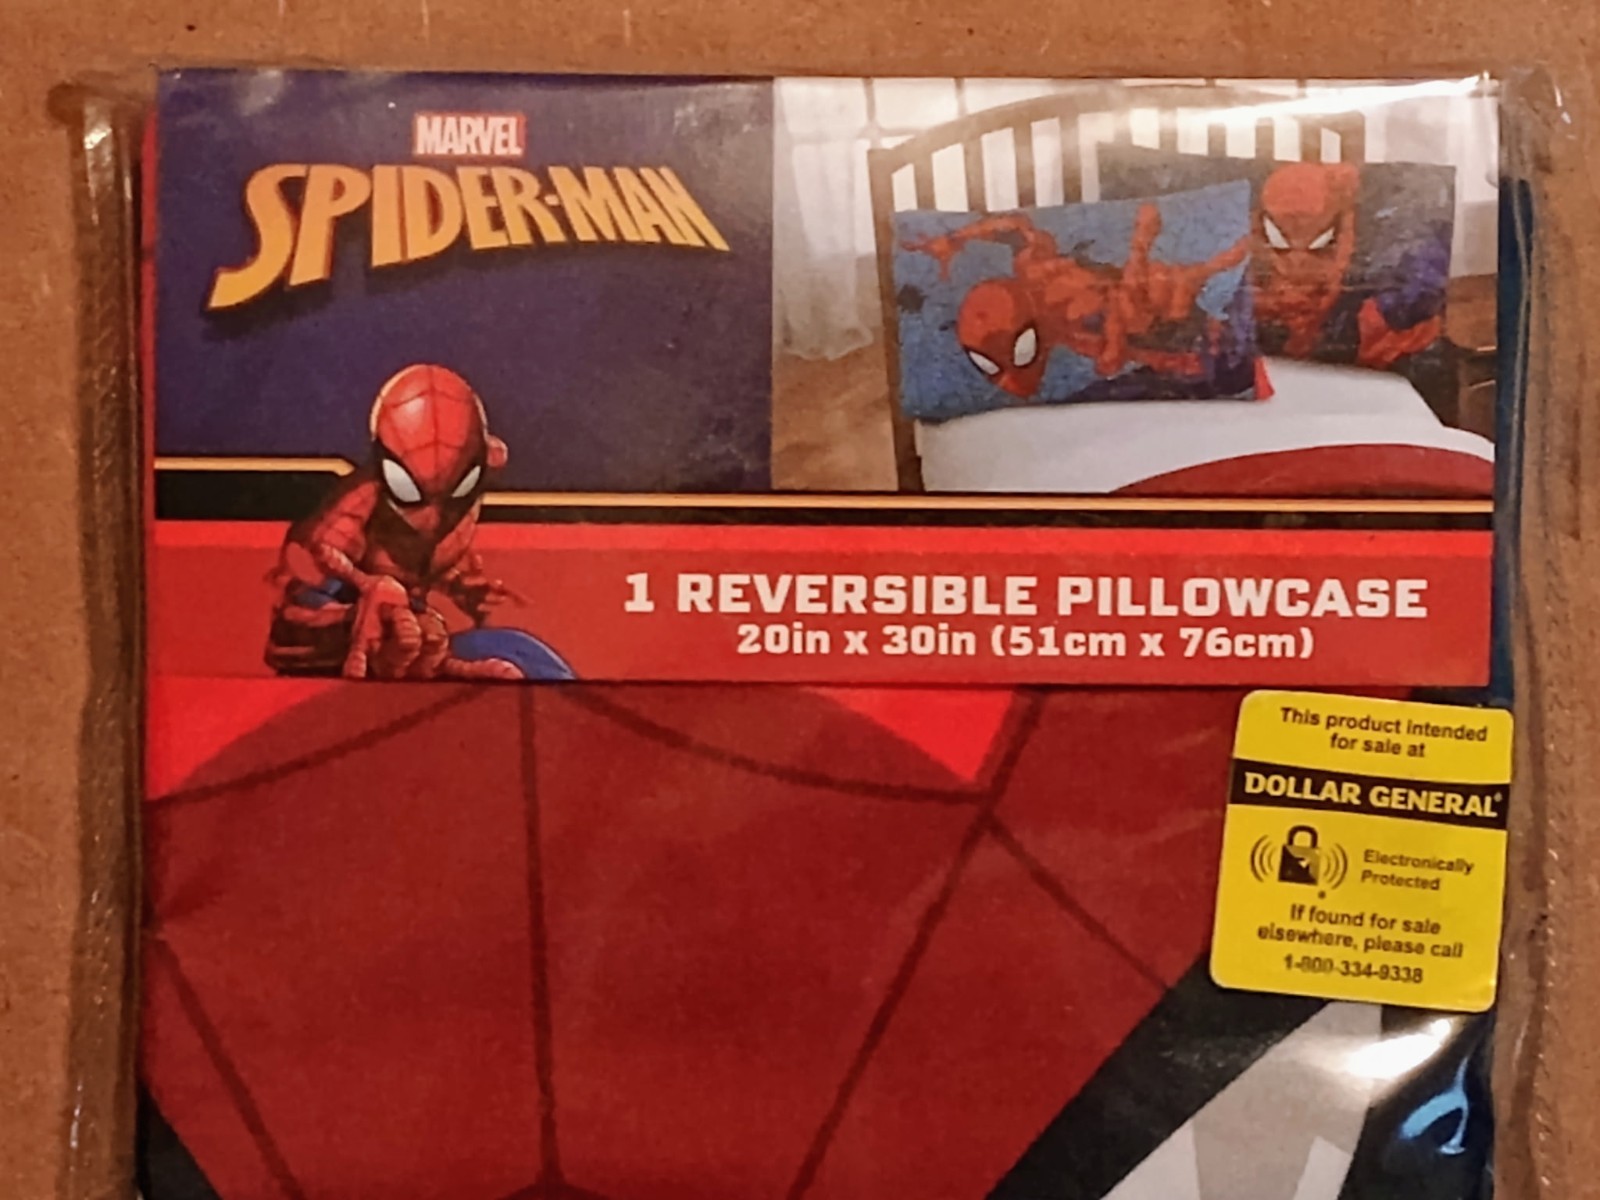 MARVEL
SPIDER-MAN
1 REVERSIBLE PILLOWCASE
20in x 30in (51cm x 76cm)
This product intended
for sale at
DOLLAR GENERAL®
Electronically
Protected
If found for sale
elsewhere, please call
1-800-334-9338